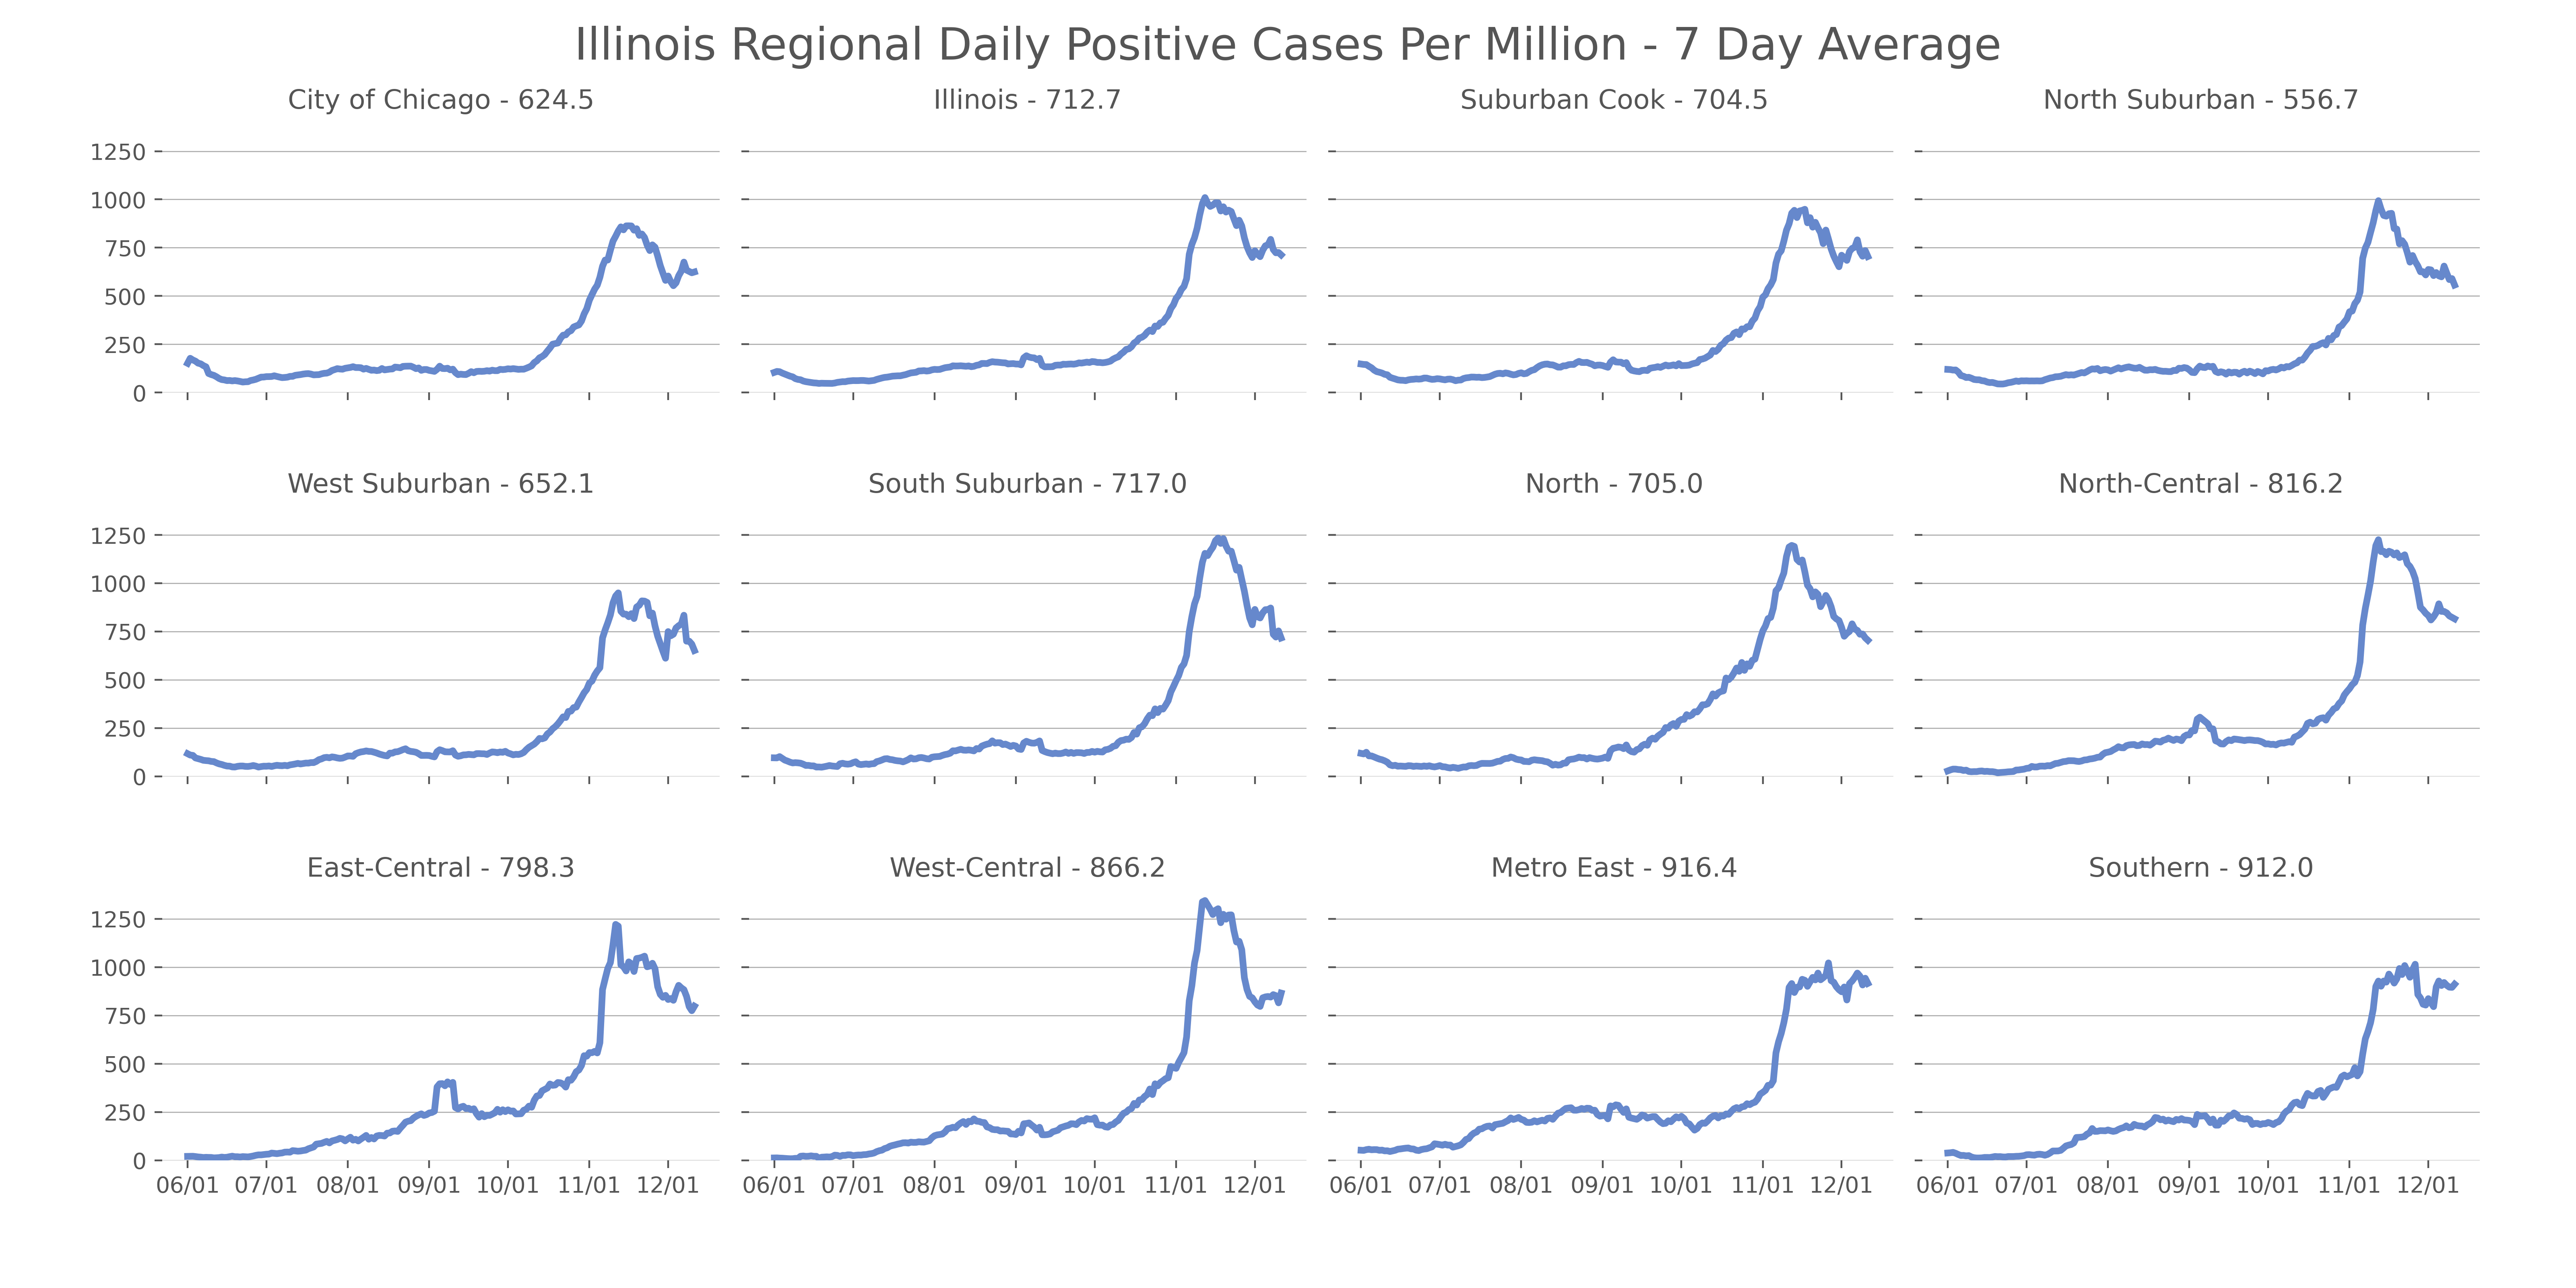 Illinois Regional Daily Positive Cases Per Million - 7 Day Average
City of Chicago - 624.5
Illinois - 712.7
Suburban Cook - 704.5
North Suburban - 556.7
1250
1000
750
500
250
0
West Suburban - 652.1
South Suburban - 717.0
North - 705.0
North-Central - 816.2
1250
1000
750
500
250
0
East-Central - 798.3
West-Central - 866.2
Metro East - 916.4
Southern - 912.0
1250
1000
750
500
250
0
06/01 07/01 08/01 09/01 10/01 11/01 12/01
06/01 07/01 08/01 09/01 10/01 11/01 12/01
06/01 07/01 08/01 09/01 10/01 11/01 12/01
06/01 07/01 08/01 09/01 10/01 11/01 12/01